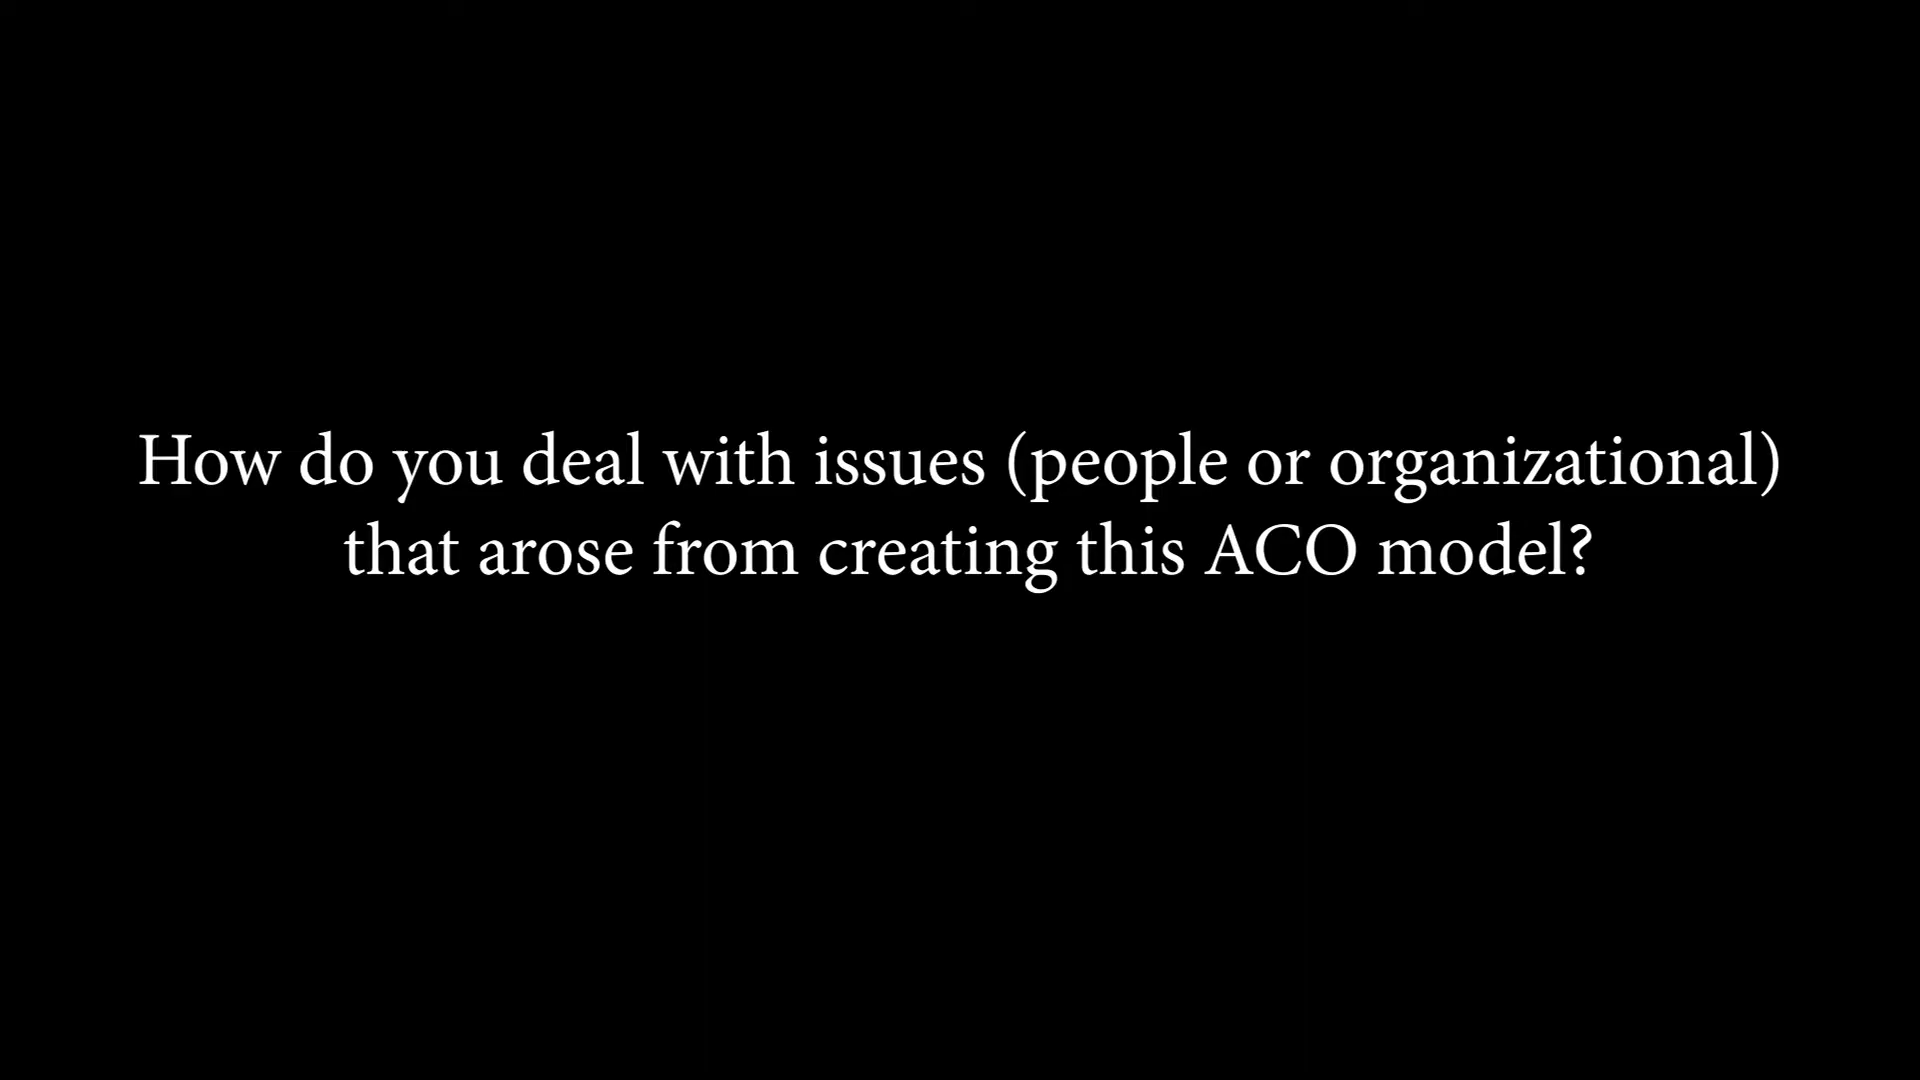 How do you deal with issues (people or organizational)
that arose from creating this ACO model?